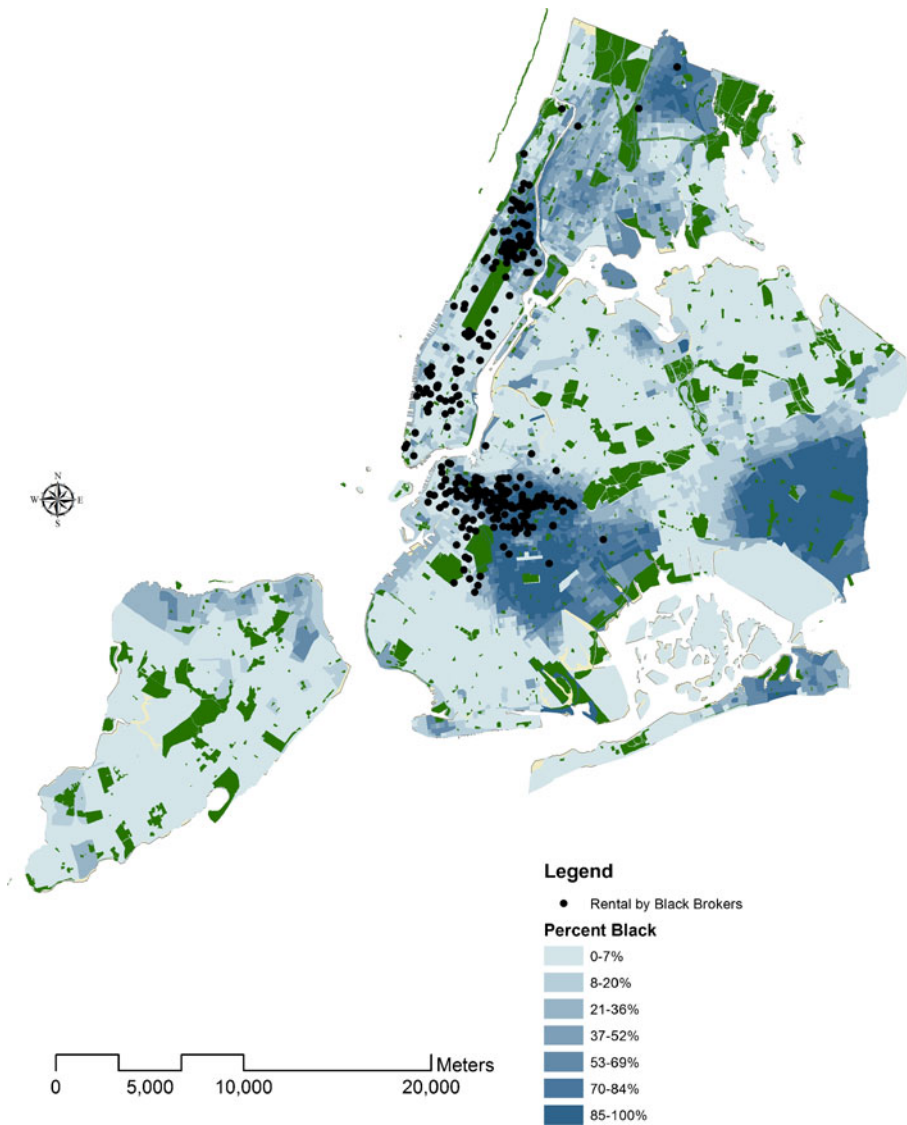 N
W E
S
Legend
Rental by Black Brokers
Percent Black
0-7%
8-20%
21-36%
37-52%
53-69%
70-84%
85-100%
Meters
0 5,000 10,000 20,000